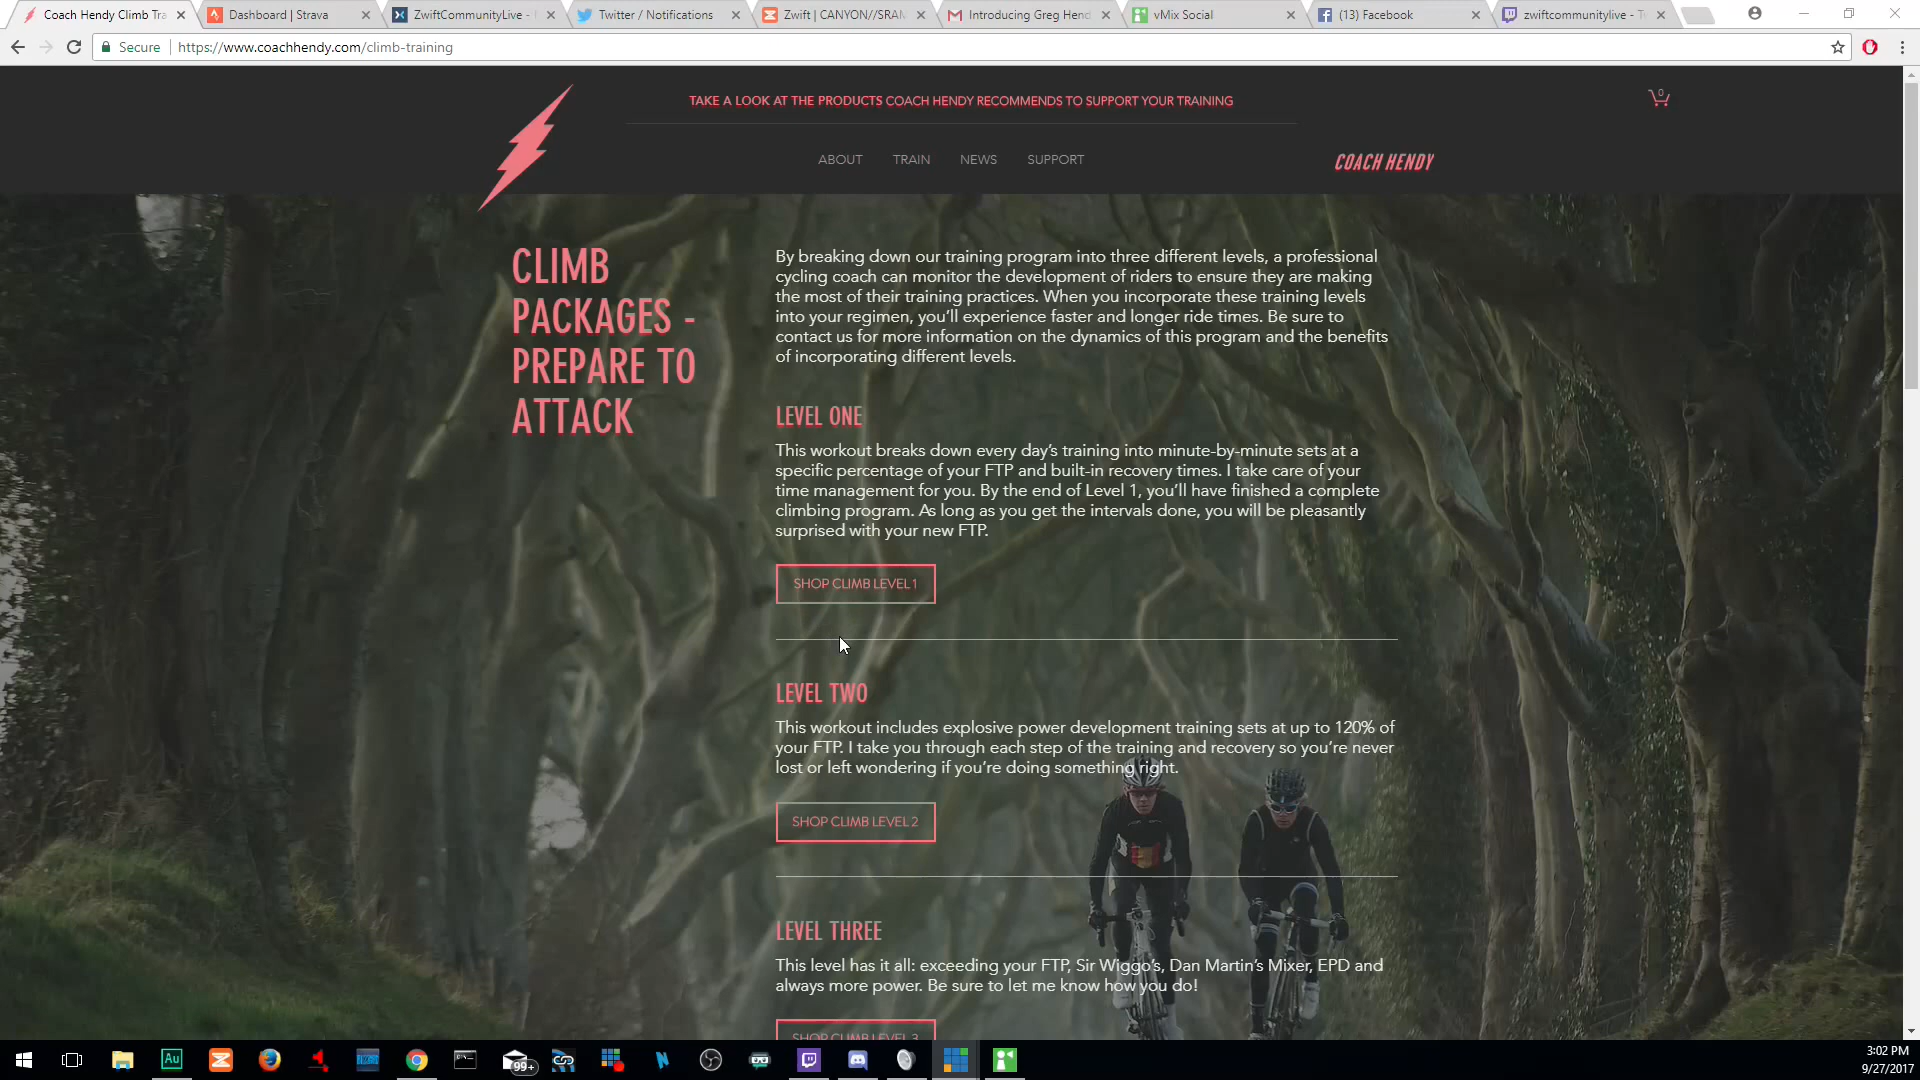 Coach Hendy Climb Tra
Dashboard | Strava
ZwiftCommunityLive -
Twitter / Notifications
Zwift | CANYON//SRAM
Introducing Greg Hend
vMix Social
(13) Facebook
zwiftcommunitylive - Tw
Secure
https://www.coachhendy.com/climb-training
TAKE A LOOK AT THE PRODUCTS COACH HENDY RECOMMENDS TO SUPPORT YOUR TRAINING
0
ABOUT TRAIN NEWS SUPPORT
COACH HENDY
CLIMB
PACKAGES -
PREPARE TO
ATTACK
By breaking down our training program into three different levels, a professional
cycling coach can monitor the development of riders to ensure they are making
the most of their training practices. When you incorporate these training levels
into your regimen, you’ll experience faster and longer ride times. Be sure to
contact us for more information on the dynamics of this program and the benefits
of incorporating different levels.
LEVEL ONE
This workout breaks down every day’s training into minute-by-minute sets at a
specific percentage of your FTP and built-in recovery times. I take care of your
time management for you. By the end of Level 1, you’ll have finished a complete
climbing program. As long as you get the intervals done, you will be pleasantly
surprised with your new FTP.
SHOP CLIMB LEVEL 1
LEVEL TWO
This workout includes explosive power development training sets at up to 120% of
your FTP. I take you through each step of the training and recovery so you’re never
lost or left wondering if you’re doing something right.
SHOP CLIMB LEVEL 2
LEVEL THREE
This level has it all: exceeding your FTP, Sir Wiggo’s, Dan Martin’s Mixer, EPD and
always more power. Be sure to let me know how you do!
SHOP CLIMB LEVEL 3
Au
99+
3:02 PM
9/27/2017